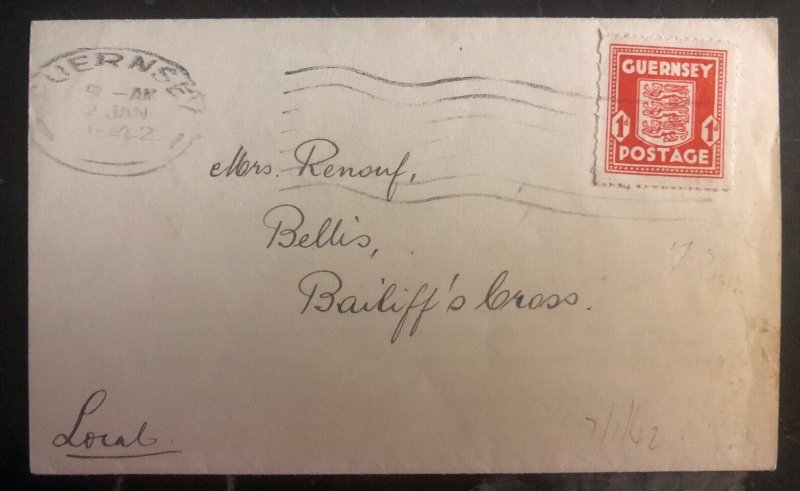 GUERNSEY
9 - AM
7 JAN
1942
GUERNSEY
1D 1D
POSTAGE
Mrs. Renouf,
Bellis,
Bailiff's Cross.
Local
7/1/42